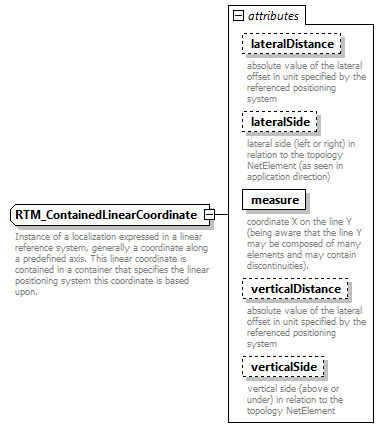 attributes
lateralDistance
absolute value of the lateral
offset in unit specified by the
referenced positioning
system
lateralSide
lateral side (left or right) in
relation to the topology
NetElement (as seen in
application direction)
measure
coordinate X on the line Y
(being aware that the line Y
may be composed of many
elements and may contain
discontinuities).
verticalDistance
absolute value of the lateral
offset in unit specified by the
referenced positioning
system
verticalSide
vertical side (above or
under) in relation to the
topology NetElement
RTM_ContainedLinearCoordinate
Instance of a localization expressed in a linear
reference system, generally a coordinate along
a predefined axis. This linear coordinate is
contained in a container that specifies the linear
positioning system this coordinate is based
upon.